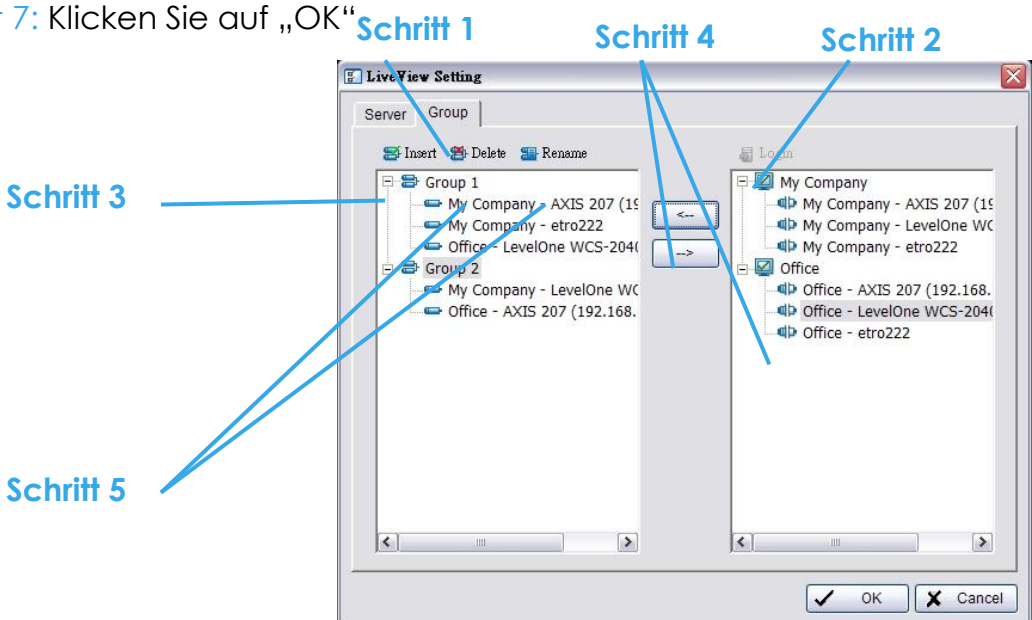 7: Klicken Sie auf „OK“
Schritt 1
Schritt 4
Schritt 2
LiveView Setting
Server
Group
Insert
Delete
Rename
Login
Schritt 3
Group 1
My Company - AXIS 207 (19
My Company - etro222
Office - LevelOne WCS-204(
Group 2
My Company - LevelOne WC
Office - AXIS 207 (192.168.
<--
-->
My Company
My Company - AXIS 207 (19
My Company - LevelOne WC
My Company - etro222
Office
Office - AXIS 207 (192.168.
Office - LevelOne WCS-204(
Office - etro222
Schritt 5
OK
Cancel